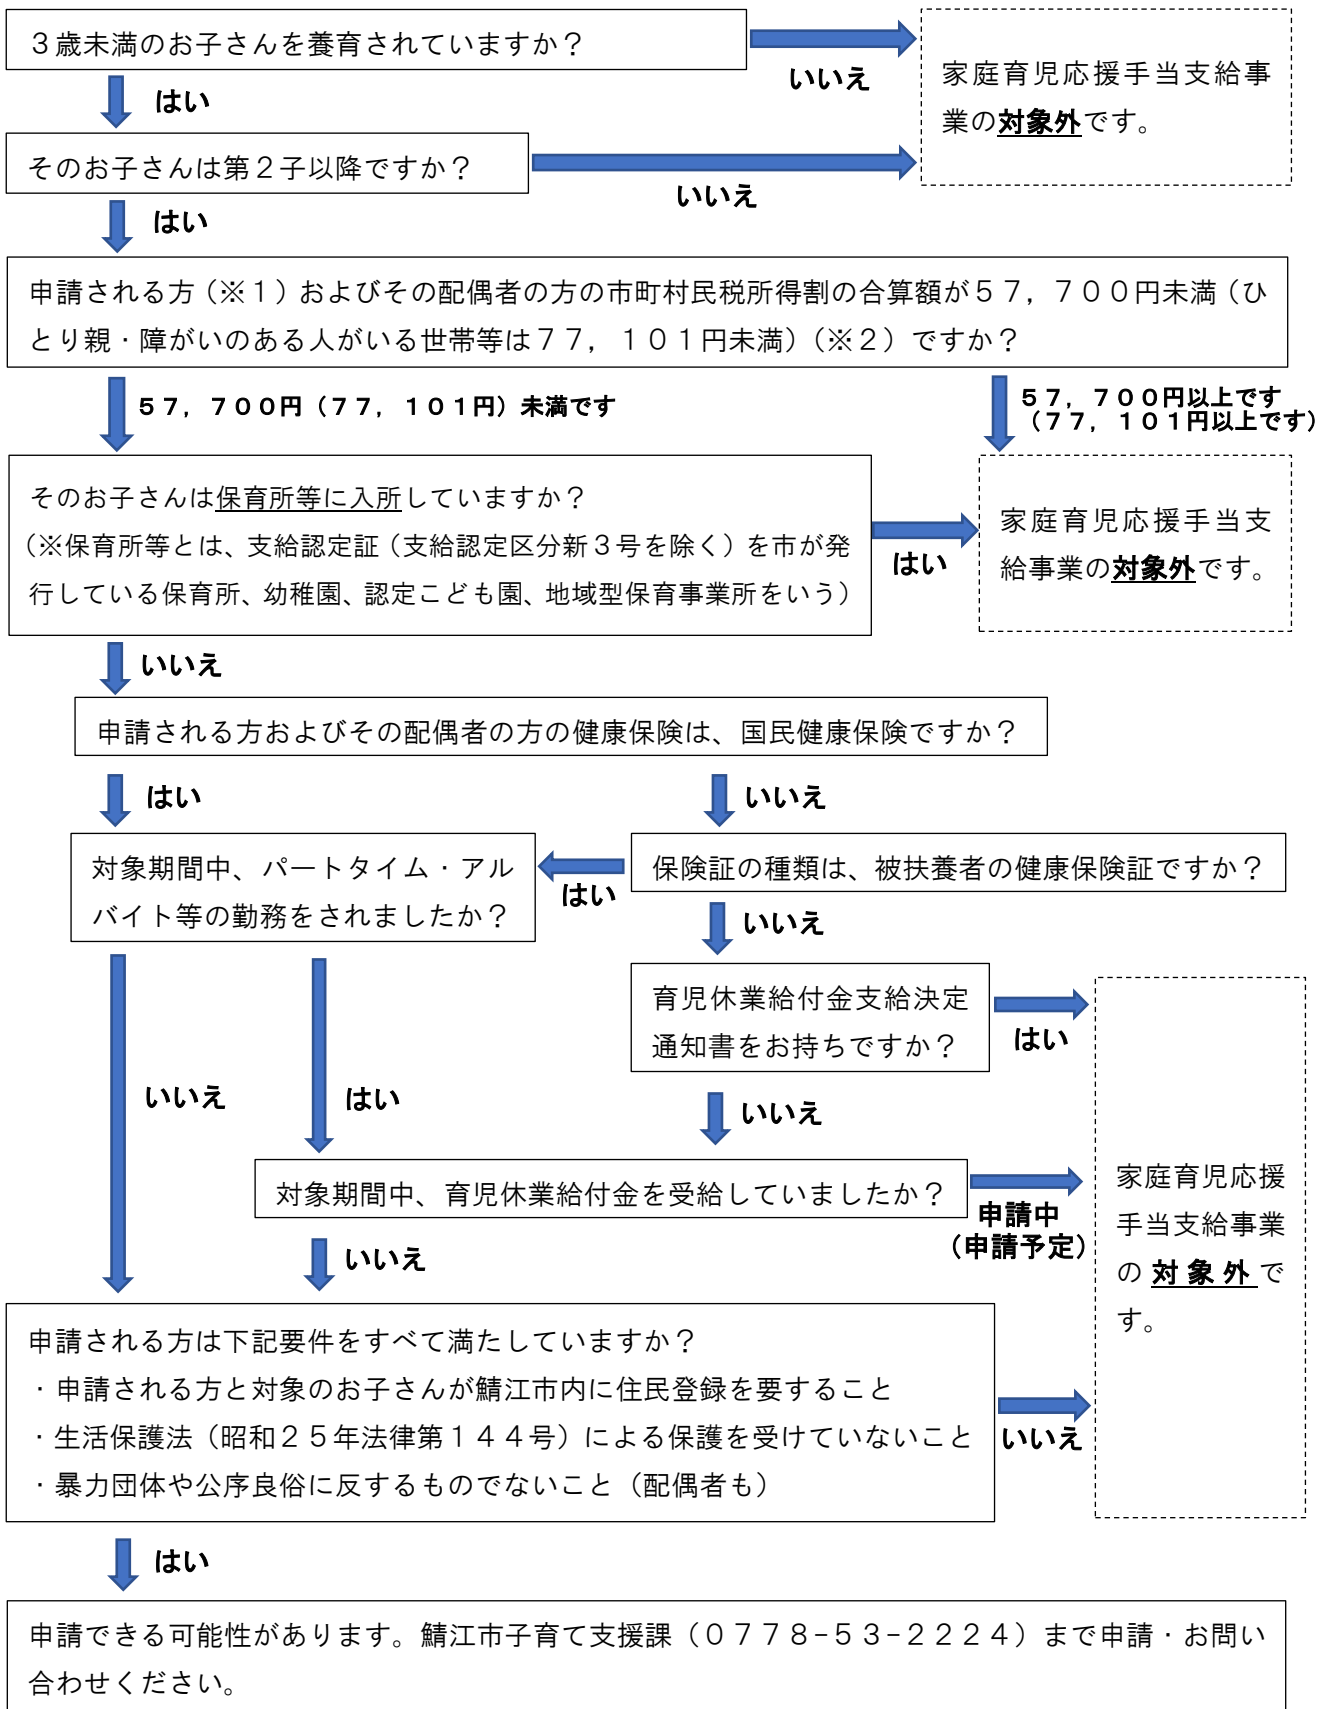 ３歳未満のお子さんを養育されていますか？
いいえ
家庭育児応援手当支給事
業の対象外です。
はい
そのお子さんは第２子以降ですか？
いいえ
はい
申請される方（※１）およびその配偶者の方の市町村民税所得割の合算額が５７，７００円未満（ひ
とり親・障がいのある人がいる世帯等は７７，１０１円未満）（※２）ですか？
５７，７００円（７７，１０１円）未満です
５７，７００円以上です
（７７，１０１円以上です）
そのお子さんは保育所等に入所していますか？
（※保育所等とは、支給認定証（支給認定区分新３号を除く）を市が発
行している保育所、幼稚園、認定こども園、地域型保育事業所をいう）
はい
家庭育児応援手当支
給事業の対象外です。
いいえ
申請される方およびその配偶者の方の健康保険は、国民健康保険ですか？
はい
いいえ
対象期間中、パートタイム・アル
バイト等の勤務をされましたか？
はい
保険証の種類は、被扶養者の健康保険証ですか？
いいえ
育児休業給付金支給決定
通知書をお持ちですか？
はい
いいえ
はい
いいえ
対象期間中、育児休業給付金を受給していましたか？
申請中
（申請予定）
家庭育児応援
手当支給事業
の対象外で
す。
いいえ
申請される方は下記要件をすべて満たしていますか？
・申請される方と対象のお子さんが鯖江市内に住民登録を要すること
・生活保護法（昭和２５年法律第１４４号）による保護を受けていないこと
・暴力団体や公序良俗に反するものでないこと（配偶者も）
いいえ
はい
申請できる可能性があります。鯖江市子育て支援課（０７７８−５３−２２２４）まで申請・お問い
合わせください。